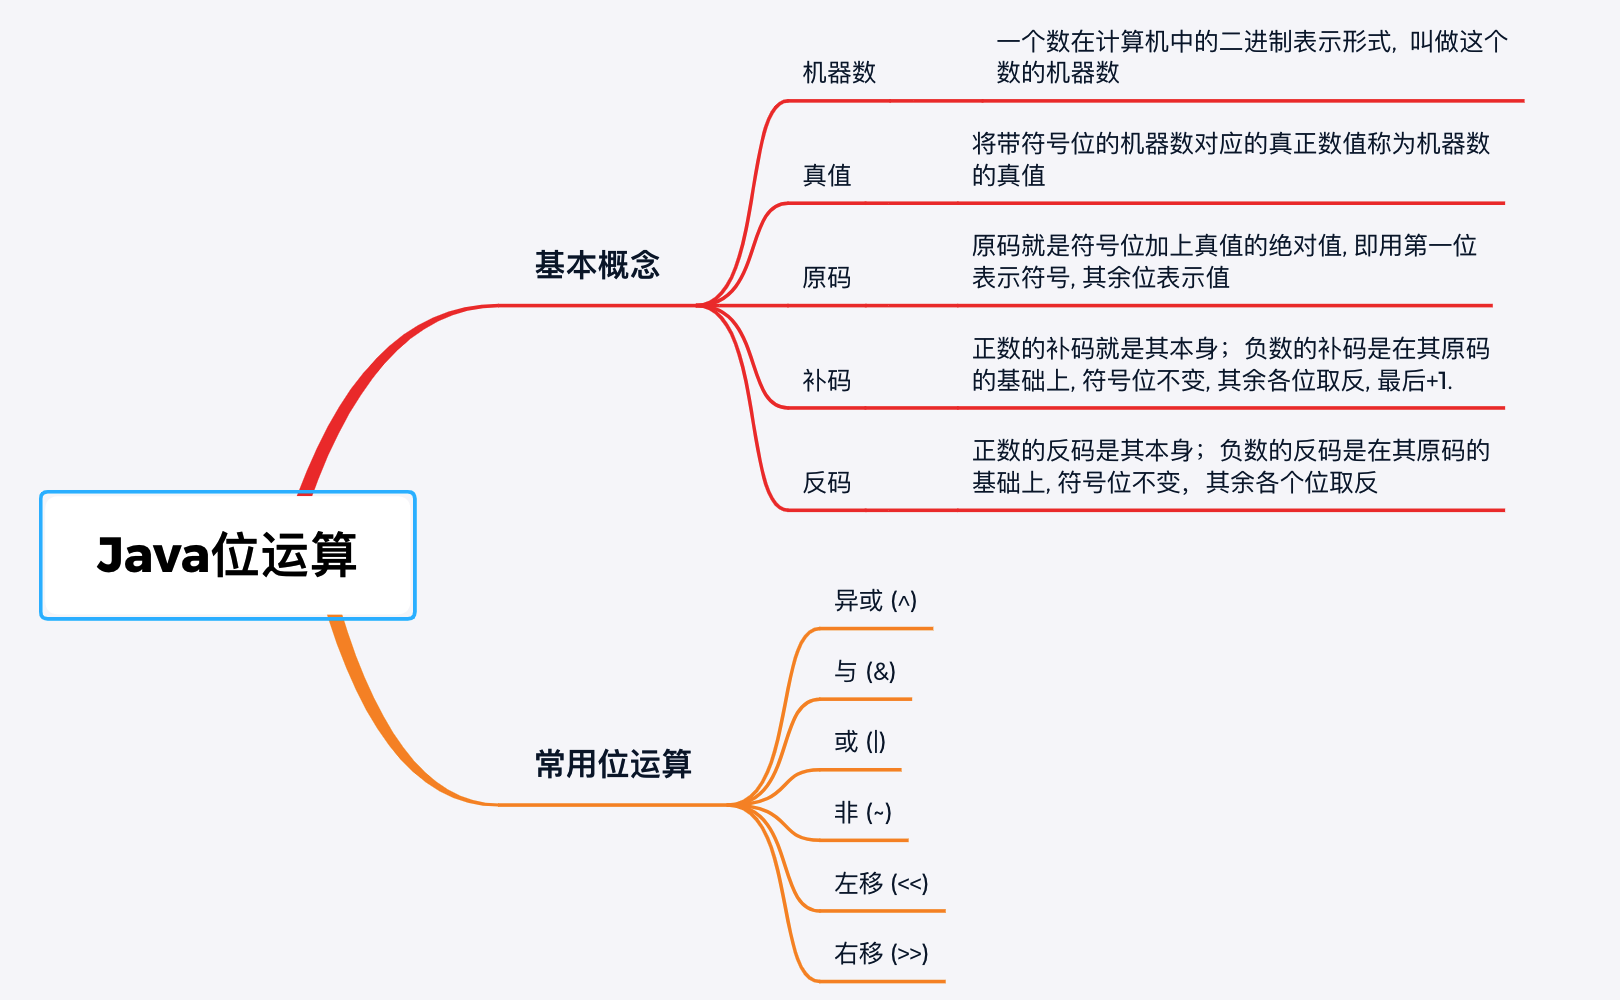 Java位运算
基本概念
机器数
一个数在计算机中的二进制表示形式, 叫做这个
数的机器数
真值
将带符号位的机器数对应的真正数值称为机器数
的真值
原码
原码就是符号位加上真值的绝对值, 即用第一位
表示符号, 其余位表示值
补码
正数的补码就是其本身；负数的补码是在其原码
的基础上, 符号位不变, 其余各位取反, 最后+1.
反码
正数的反码是其本身；负数的反码是在其原码的
基础上, 符号位不变，其余各个位取反
常用位运算
异或 (^)
与 (&)
或 (|)
非 (~)
左移 (<<)
右移 (>>)